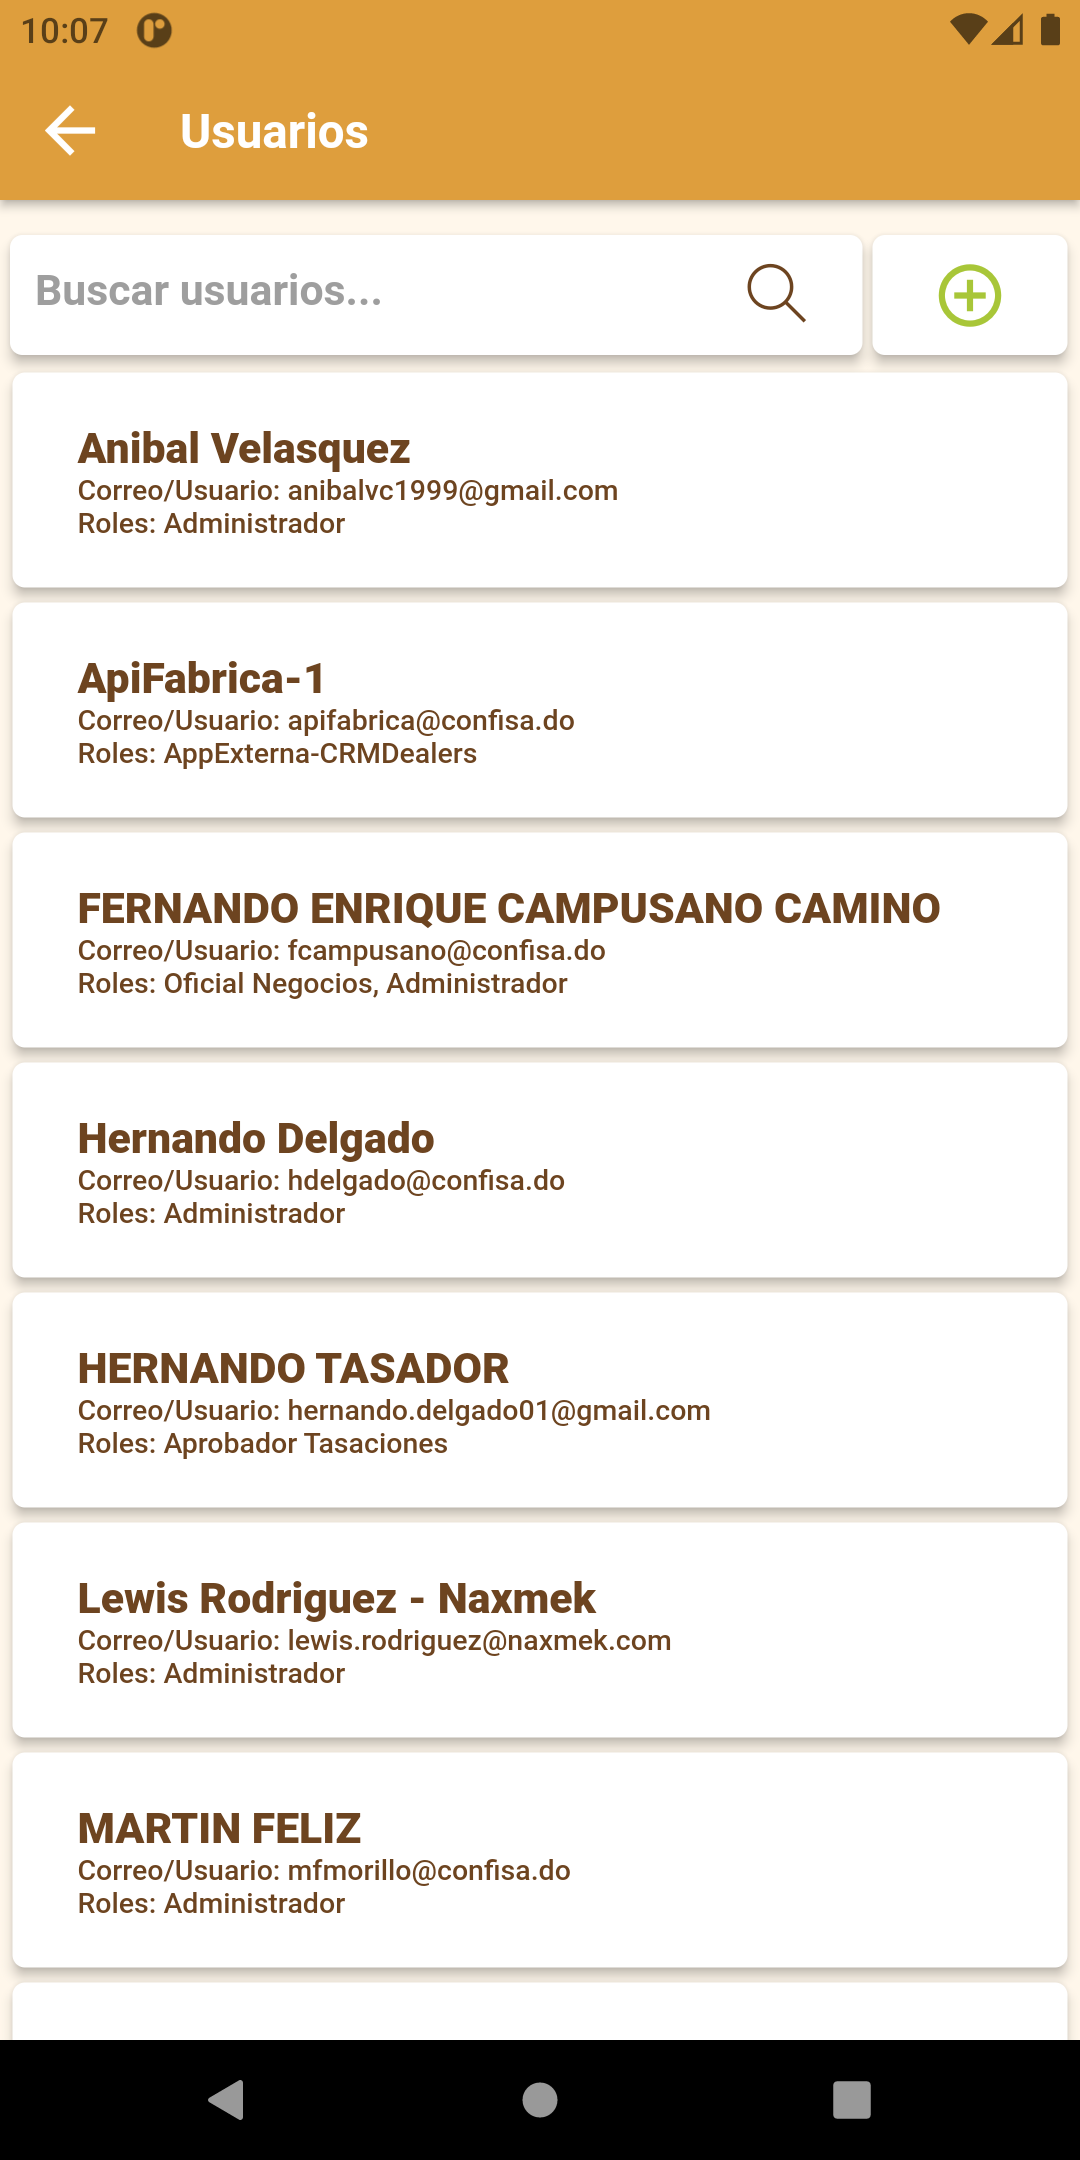 10:07
Usuarios
Buscar usuarios...
Anibal Velasquez
Correo/Usuario: anibalvc1999@gmail.com
Roles: Administrador
ApiFabrica-1
Correo/Usuario: apifabrica@confisa.do
Roles: AppExterna-CRMDealers
FERNANDO ENRIQUE CAMPUSANO CAMINO
Correo/Usuario: fcampusano@confisa.do
Roles: Oficial Negocios, Administrador
Hernando Delgado
Correo/Usuario: hdelgado@confisa.do
Roles: Administrador
HERNANDO TASADOR
Correo/Usuario: hernando.delgado01@gmail.com
Roles: Aprobador Tasaciones
Lewis Rodriguez - Naxmek
Correo/Usuario: lewis.rodriguez@naxmek.com
Roles: Administrador
MARTIN FELIZ
Correo/Usuario: mfmorillo@confisa.do
Roles: Administrador